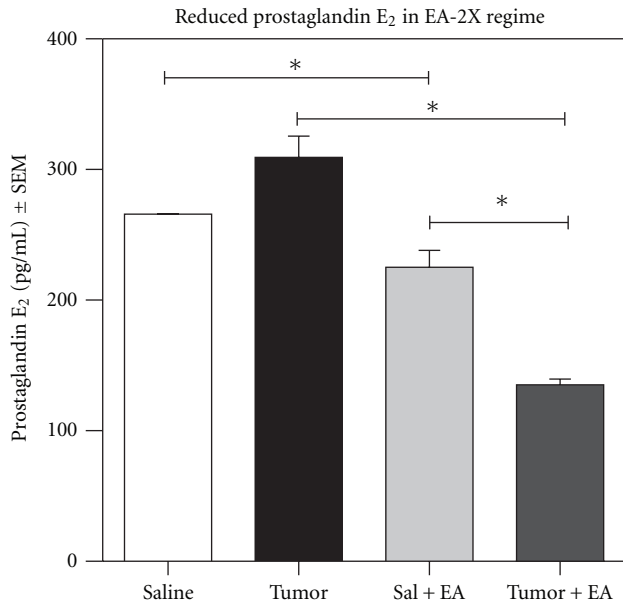 Reduced prostaglandin E₂ in EA-2X regime
Prostaglandin E₂ (pg/mL) ± SEM
400
300
200
100
0
*
*
*
Saline
Tumor
Sal + EA
Tumor + EA